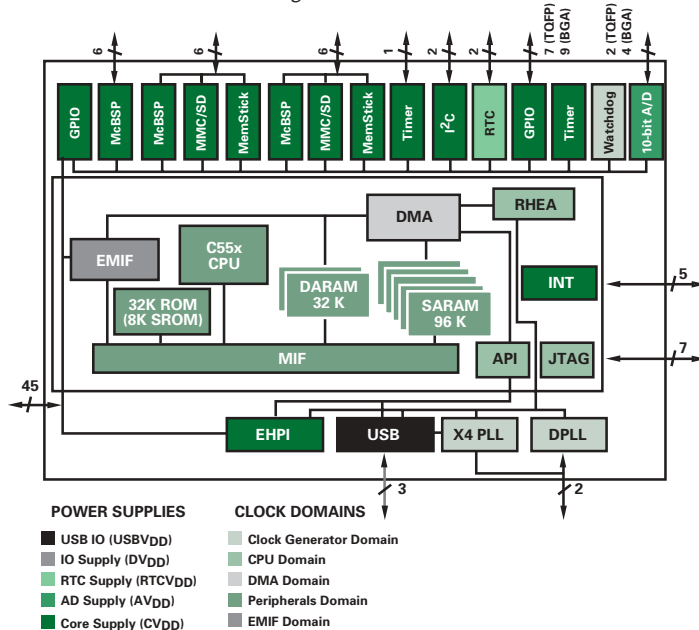 6
6
6
1
2
2
7 (TQFP)
9 (BGA)
2 (TQFP)
4 (BGA)
GPIO
McBSP
McBSP
MMC/SD
MemStick
McBSP
MMC/SD
MemStick
Timer
I2C
RTC
GPIO
Timer
Watchdog
10-bit A/D
RHEA
DMA
C55x
CPU
EMIF
INT
5
DARAM
32 K
SARAM
96 K
32K ROM
(8K SROM)
MIF
API
JTAG
7
45
EHPI
USB
X4 PLL
DPLL
3
2
POWER SUPPLIES
USB IO (USBVDD)
IO Supply (DVDD)
RTC Supply (RTCVDD)
AD Supply (AVDD)
Core Supply (CVDD)
CLOCK DOMAINS
Clock Generator Domain
CPU Domain
DMA Domain
Peripherals Domain
EMIF Domain